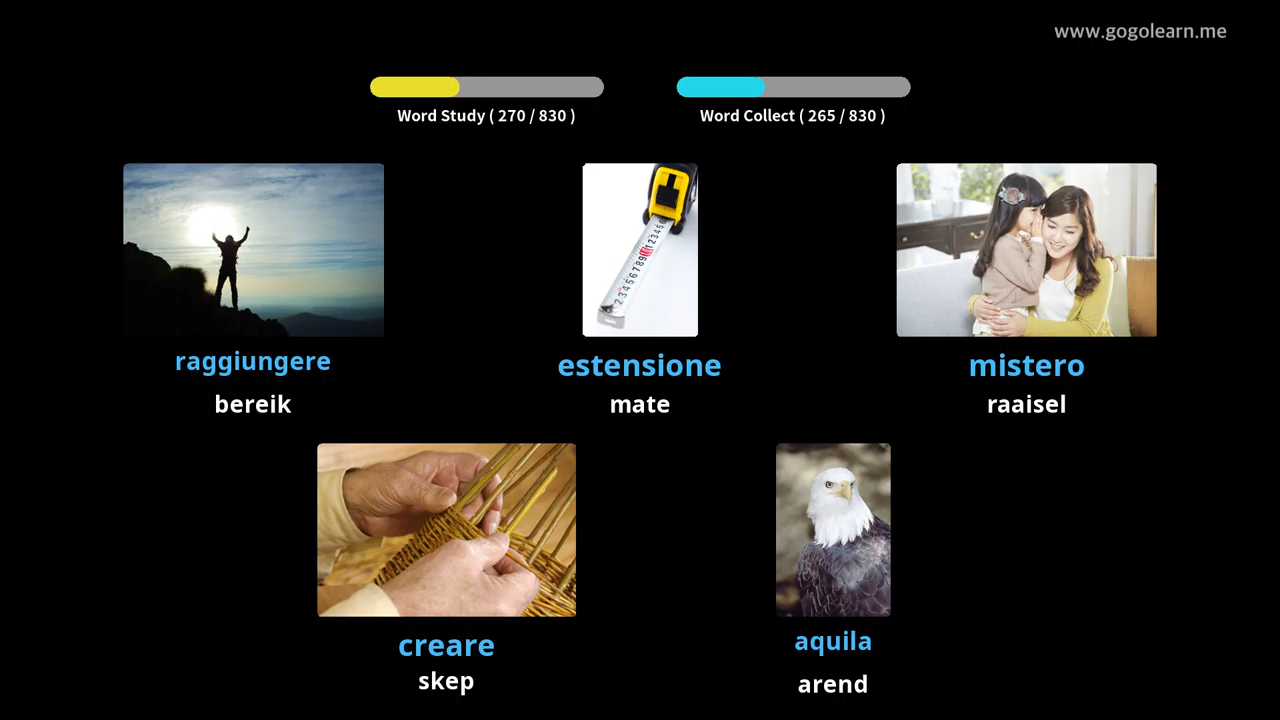 www.gogolearn.me
Word Study ( 270 / 830 )
Word Collect ( 265 / 830 )
raggiungere
bereik
estensione
mate
mistero
raaisel
creare
skep
aquila
arend